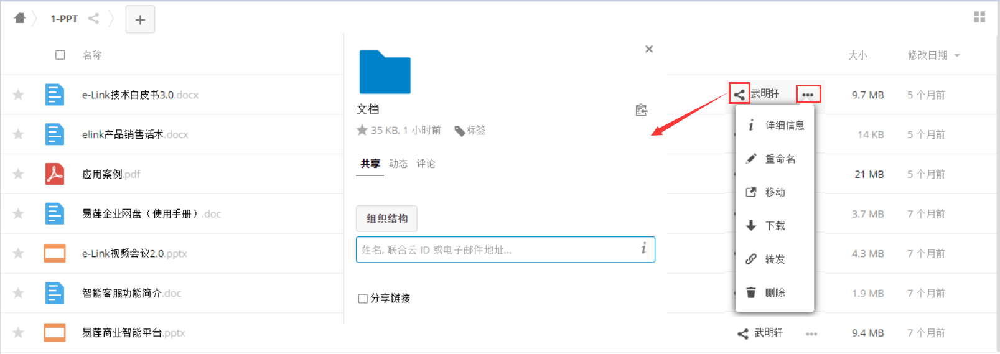 1-PPT
+
名称
大小
修改日期
e-Link技术白皮书3.0.docx
武明轩
9.7 MB
5 个月前
elink产品销售话术.docx
14 KB
5 个月前
应用案例.pdf
21 MB
5 个月前
易莲企业网盘（使用手册）.doc
3.7 MB
7 个月前
e-Link视频会议2.0.pptx
4.3 MB
7 个月前
智能客服功能简介.doc
1.9 MB
7 个月前
易莲商业智能平台.pptx
武明轩
9.4 MB
7 个月前
文档
35 KB, 1 小时前
标签
共享 动态 评论
组织结构
姓名, 联合云 ID 或电子邮件地址...
分享链接
详细信息
重命名
移动
下载
转发
删除